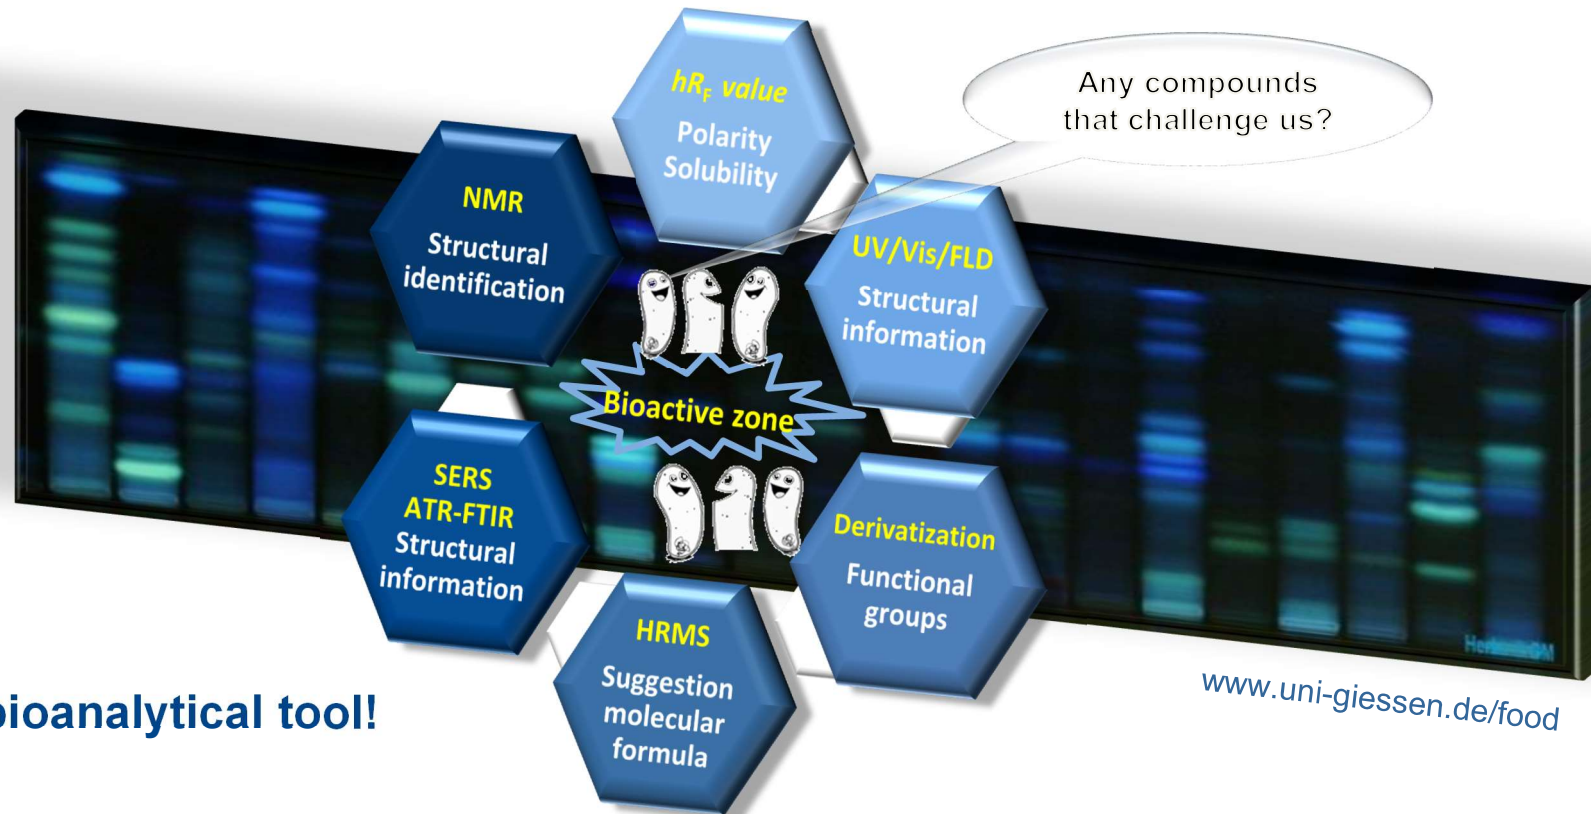 hRF value
Polarity
Solubility
Any compounds
that challenge us?
NMR
Structural
identification
UV/Vis/FLD
Structural
information
Bioactive zone
SERS
ATR-FTIR
Structural
information
Derivatization
Functional
groups
HRMS
Suggestion
molecular
formula
bioanalytical tool!
www.uni-giessen.de/food